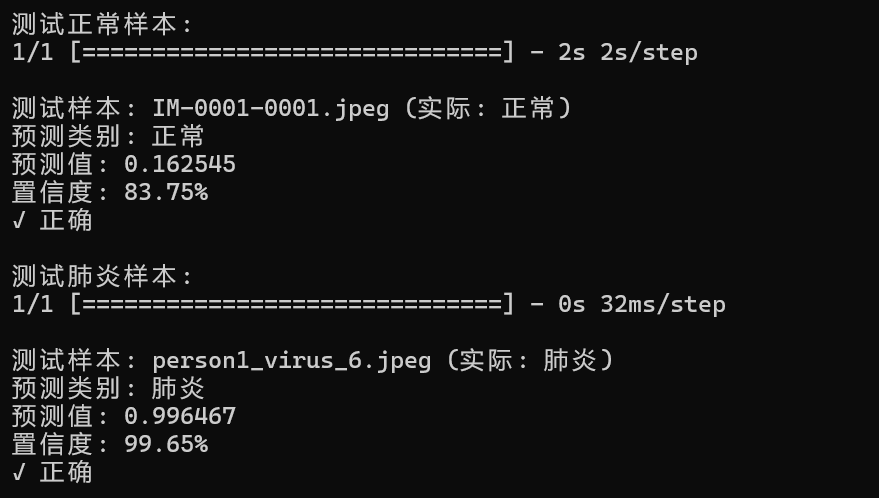 测试正常样本:
1/1 [==============================] - 2s 2s/step
测试样本: IM-0001-0001.jpeg (实际: 正常)
预测类别: 正常
预测值: 0.162545
置信度: 83.75%
√ 正确
测试肺炎样本:
1/1 [==============================] - 0s 32ms/step
测试样本: person1_virus_6.jpeg (实际: 肺炎)
预测类别: 肺炎
预测值: 0.996467
置信度: 99.65%
√ 正确